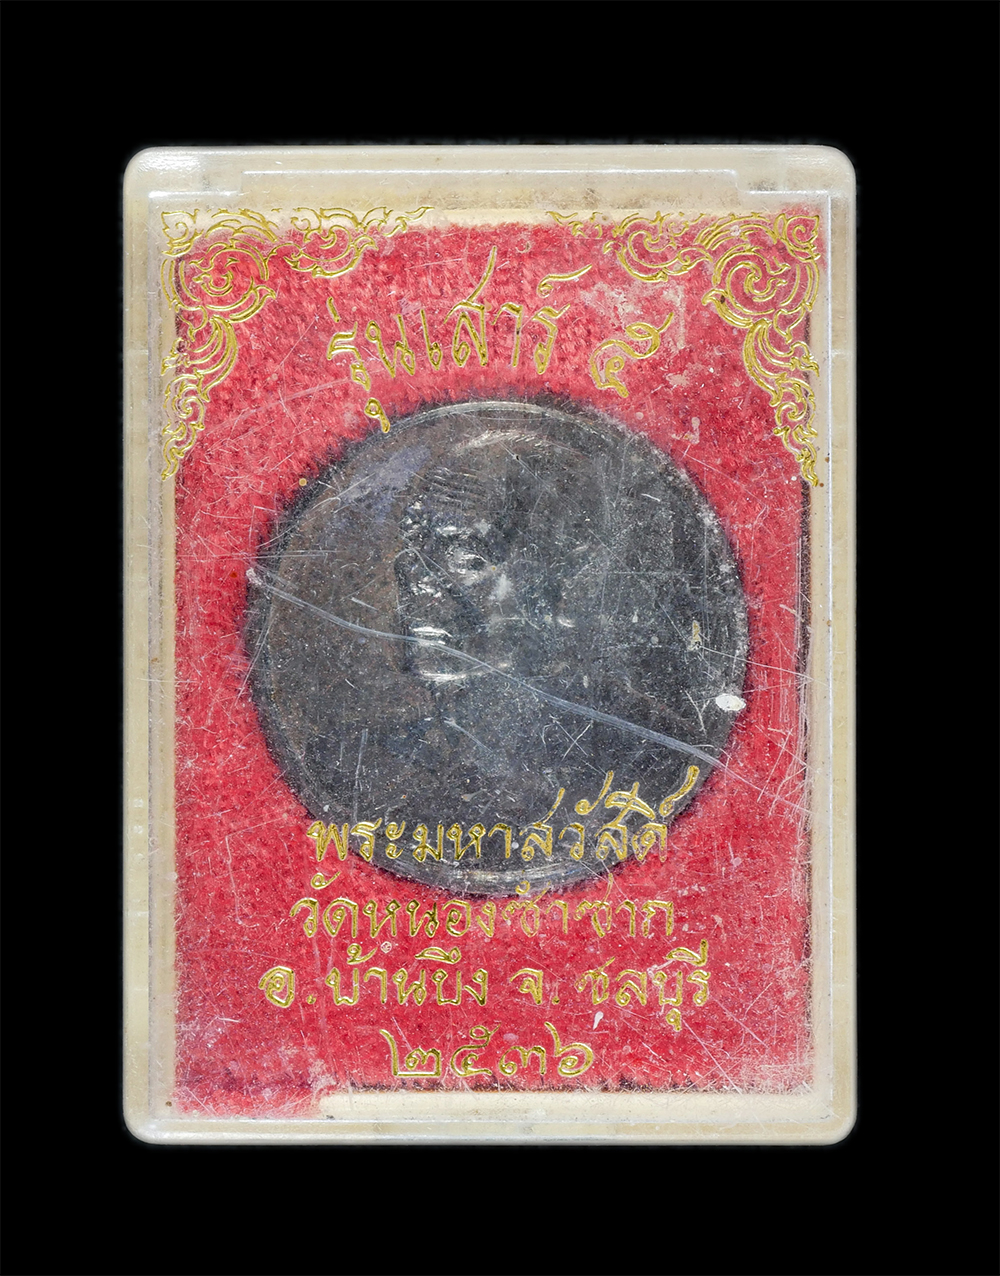 รุ่นเสาร์ ๕
พระมหาสวัสดิ์
วัดหนองซ้ำซาก
อ.บ้านบึง จ.ชลบุรี
๒๕๓๖